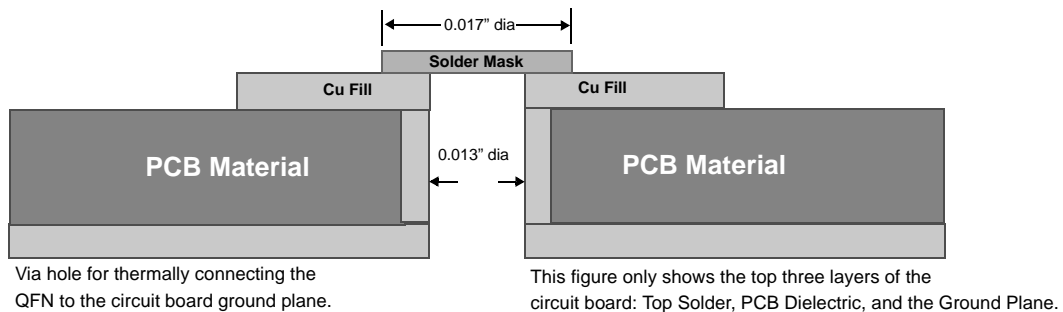 0.017” dia
Solder Mask
Cu Fill
Cu Fill
PCB Material
0.013” dia
PCB Material
Via hole for thermally connecting the
QFN to the circuit board ground plane.
This figure only shows the top three layers of the
circuit board: Top Solder, PCB Dielectric, and the Ground Plane.